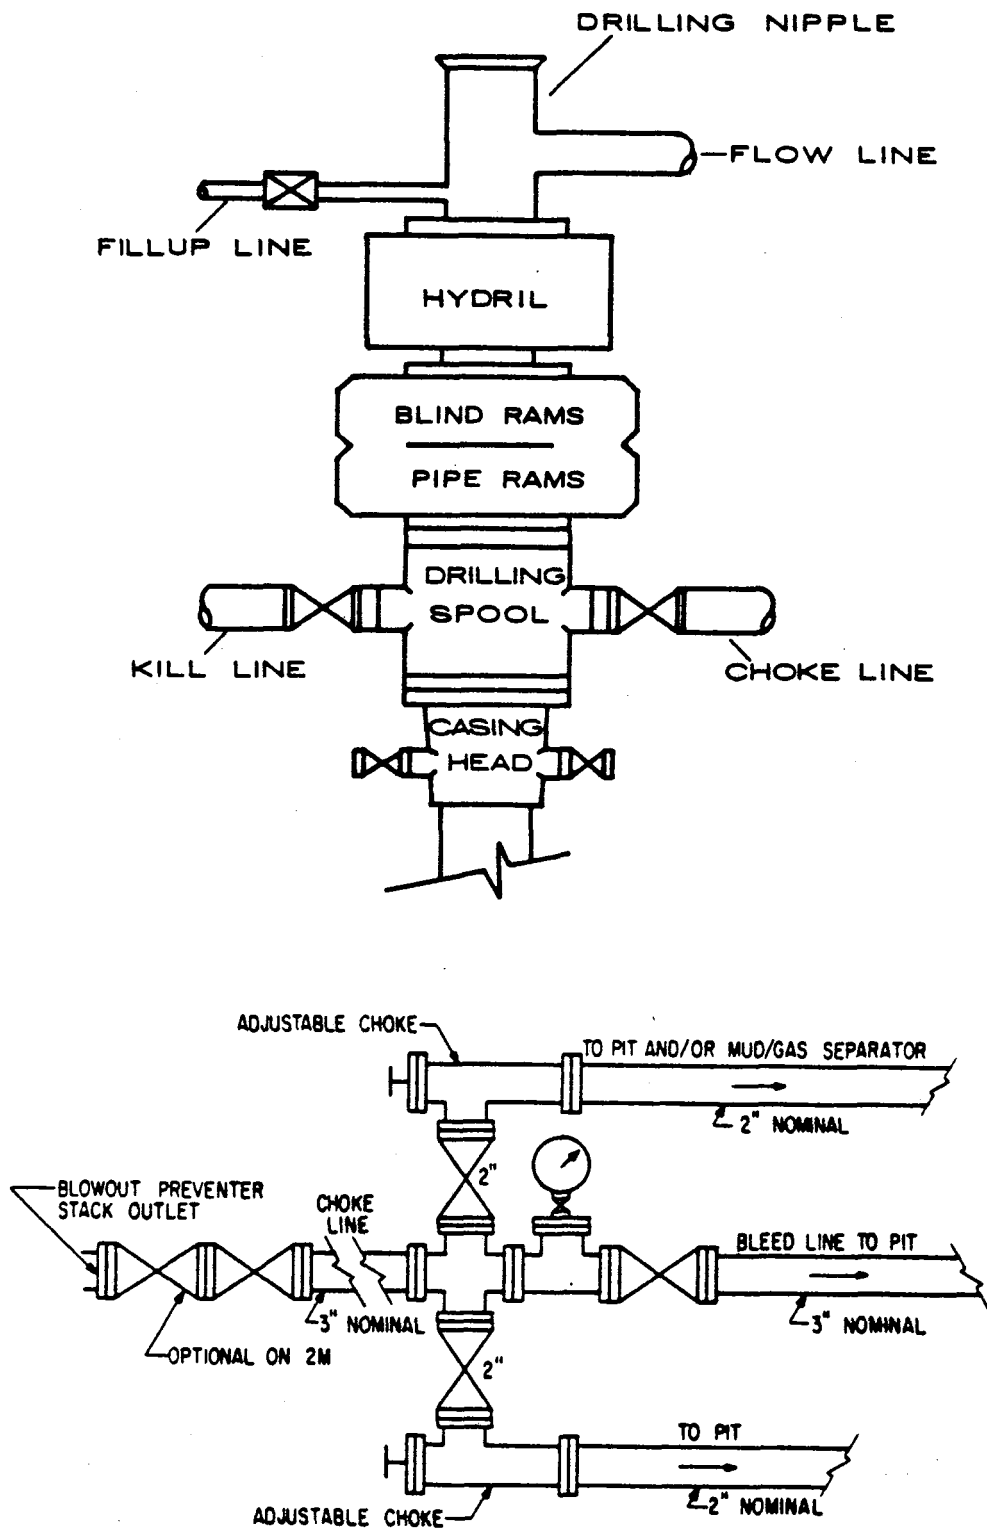 DRILLING NIPPLE
FLOW LINE
FILLUP LINE
HYDRIL
BLIND RAMS
PIPE RAMS
DRILLING
SPOOL
KILL LINE
CHOKE LINE
CASING
HEAD
ADJUSTABLE CHOKE
TO PIT AND/OR MUD/GAS SEPARATOR
2" NOMINAL
2"
BLOWOUT PREVENTER
STACK OUTLET
CHOKE
LINE
BLEED LINE TO PIT
3" NOMINAL
3" NOMINAL
OPTIONAL ON 2M
2"
TO PIT
2" NOMINAL
ADJUSTABLE CHOKE